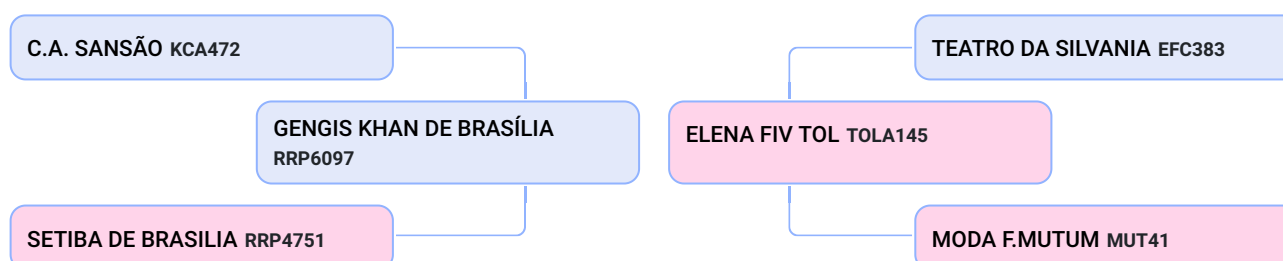 C.A. SANSÃO KCA472
TEATRO DA SILVANIA EFC383
GENGIS KHAN DE BRASÍLIA
RRP6097
ELENA FIV TOL TOLA145
SETIBA DE BRASILIA RRP4751
MODA F.MUTUM MUT41